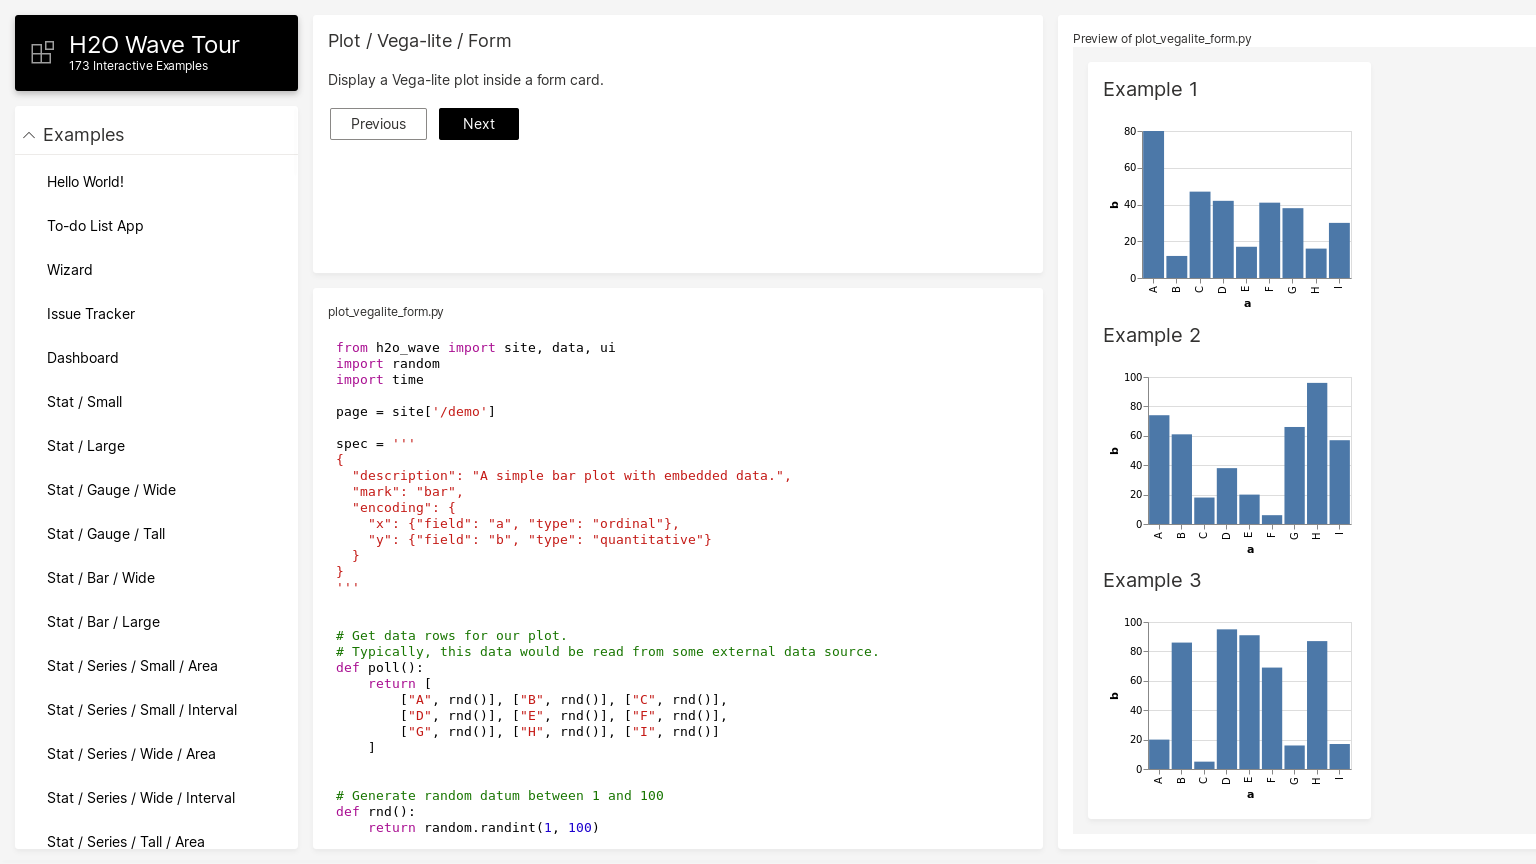 H2O Wave Tour
173 Interactive Examples
Examples
Hello World!
To-do List App
Wizard
Issue Tracker
Dashboard
Stat / Small
Stat / Large
Stat / Gauge / Wide
Stat / Gauge / Tall
Stat / Bar / Wide
Stat / Bar / Large
Stat / Series / Small / Area
Stat / Series / Small / Interval
Stat / Series / Wide / Area
Stat / Series / Wide / Interval
Stat / Series / Tall / Area
Plot / Vega-lite / Form
Display a Vega-lite plot inside a form card.
Previous
Next
plot_vegalite_form.py
from h2o_wave import site, data, ui
import random
import time
page = site['/demo']
spec = '''
{
  "description": "A simple bar plot with embedded data.",
  "mark": "bar",
  "encoding": {
    "x": {"field": "a", "type": "ordinal"},
    "y": {"field": "b", "type": "quantitative"}
  }
}
'''
# Get data rows for our plot.
# Typically, this data would be read from some external data source.
def poll():
    return [
        ["A", rnd()], ["B", rnd()], ["C", rnd()],
        ["D", rnd()], ["E", rnd()], ["F", rnd()],
        ["G", rnd()], ["H", rnd()], ["I", rnd()]
    ]
# Generate random datum between 1 and 100
def rnd():
    return random.randint(1, 100)
Preview of plot_vegalite_form.py
Example 1
80
60
40
20
0
b
A B C D E F G H I
a
Example 2
100
80
60
40
20
0
b
A B C D E F G H I
a
Example 3
100
80
60
40
20
0
b
A B C D E F G H I
a